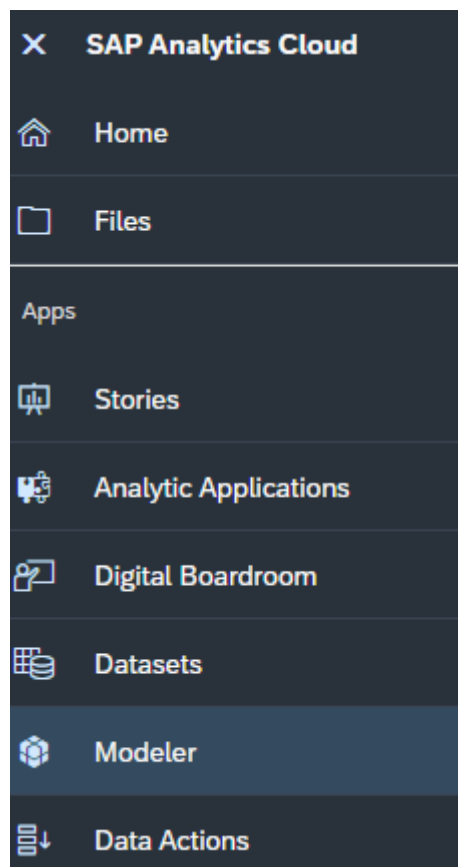 SAP Analytics Cloud
Home
Files
Apps
Stories
Analytic Applications
Digital Boardroom
Datasets
Modeler
Data Actions